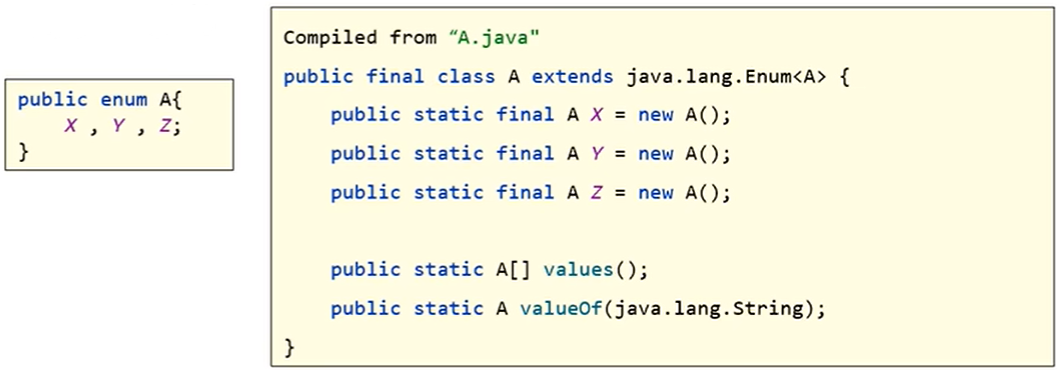 public enum A{
X , Y , Z;
}
Compiled from “A.java"
public final class A extends java.lang.Enum<A> {
public static final A X = new A();
public static final A Y = new A();
public static final A Z = new A();
public static A[] values();
public static A valueOf(java.lang.String);
}